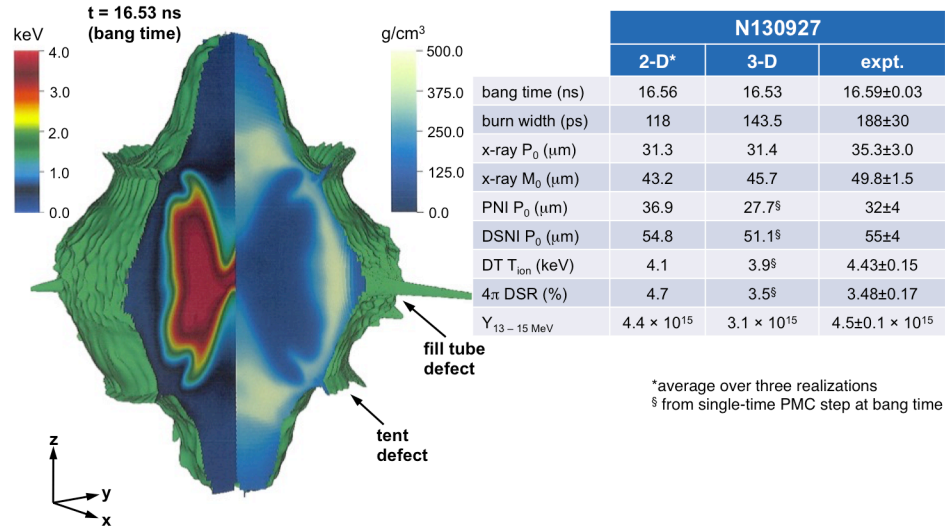 t = 16.53 ns
(bang time)
keV
4.0
3.0
2.0
1.0
0.0
g/cm³
500.0
375.0
250.0
125.0
0.0
fill tube
defect
tent
defect
z
y
x
N130927
2-D* 3-D expt.
bang time (ns) 16.56 16.53 16.59±0.03
burn width (ps) 118 143.5 188±30
x-ray P₀ (μm) 31.3 31.4 35.3±3.0
x-ray M₀ (μm) 43.2 45.7 49.8±1.5
PNI P₀ (μm) 36.9 27.7§ 32±4
DSNI P₀ (μm) 54.8 51.1§ 55±4
DT Tᵢₒₙ (keV) 4.1 3.9§ 4.43±0.15
4π DSR (%) 4.7 3.5§ 3.48±0.17
Y₁₃ – ₁₅ MeV 4.4 × 10¹⁵ 3.1 × 10¹⁵ 4.5±0.1 × 10¹⁵
*average over three realizations
§ from single-time PMC step at bang time